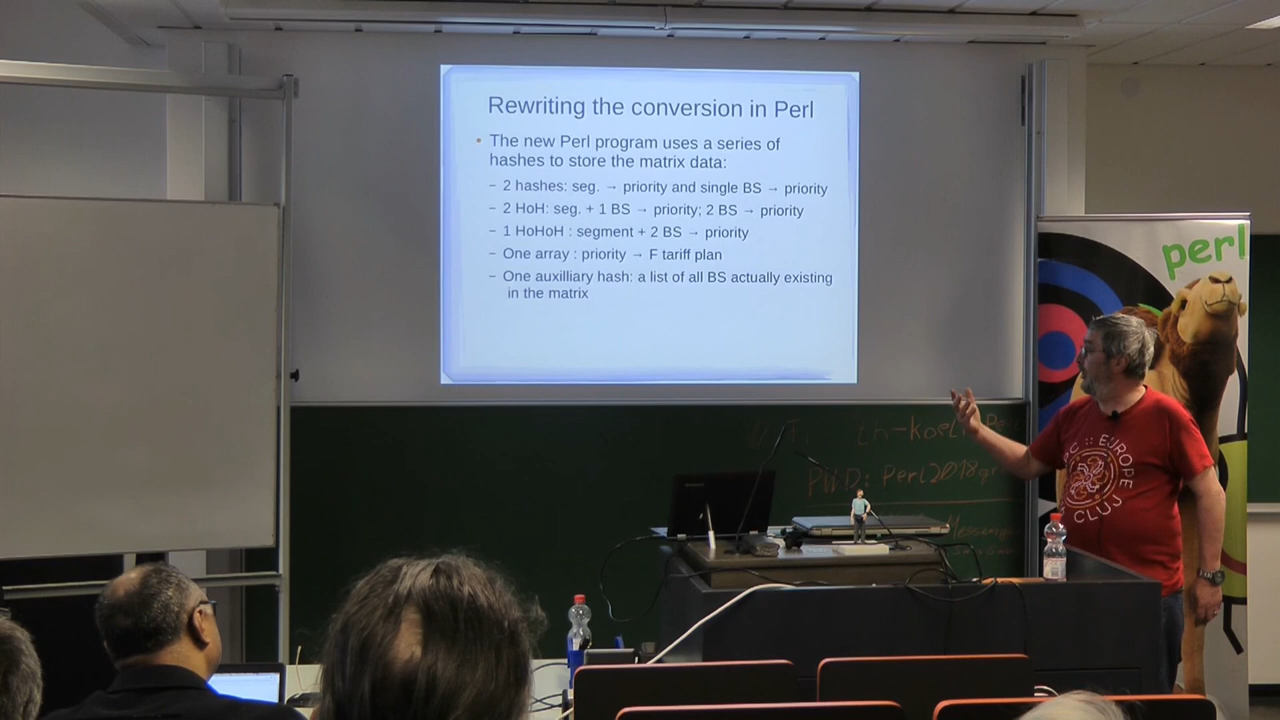 Rewriting the conversion in Perl
• The new Perl program uses a series of
hashes to store the matrix data:
– 2 hashes: seg. → priority and single BS → priority
– 2 HoH: seg. + 1 BS → priority; 2 BS → priority
– 1 HoHoH : segment + 2 BS → priority
– One array : priority → F tariff plan
– One auxilliary hash: a list of all BS actually existing
in the matrix
perl
EUROPE
CLUJ